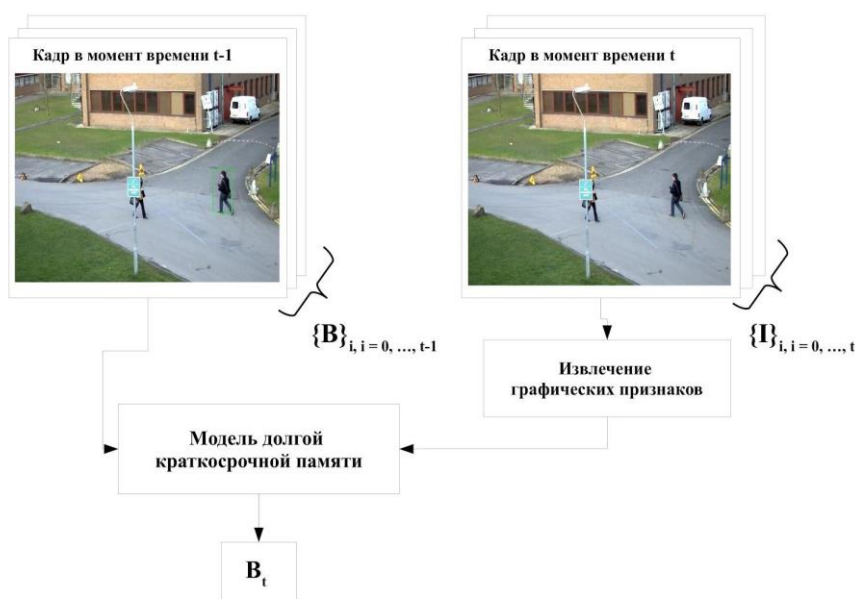 Кадр в момент времени t-1
Кадр в момент времени t
{B}i, i = 0, …, t-1
{I}i, i = 0, …, t
Извлечение
графических признаков
Модель долгой
краткосрочной памяти
Bt